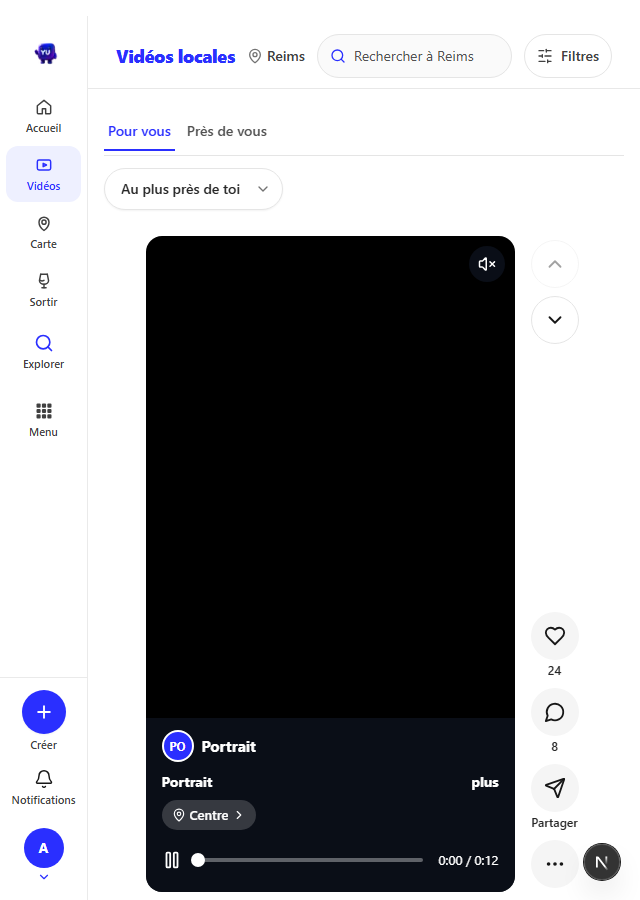 YU
Vidéos locales
Reims
Rechercher à Reims
Filtres
Accueil
Vidéos
Carte
Sortir
Explorer
Menu
Pour vous
Près de vous
Au plus près de toi
24
8
Partager
PO
Portrait
Portrait
plus
Centre
0:00 / 0:12
Créer
Notifications
A
N